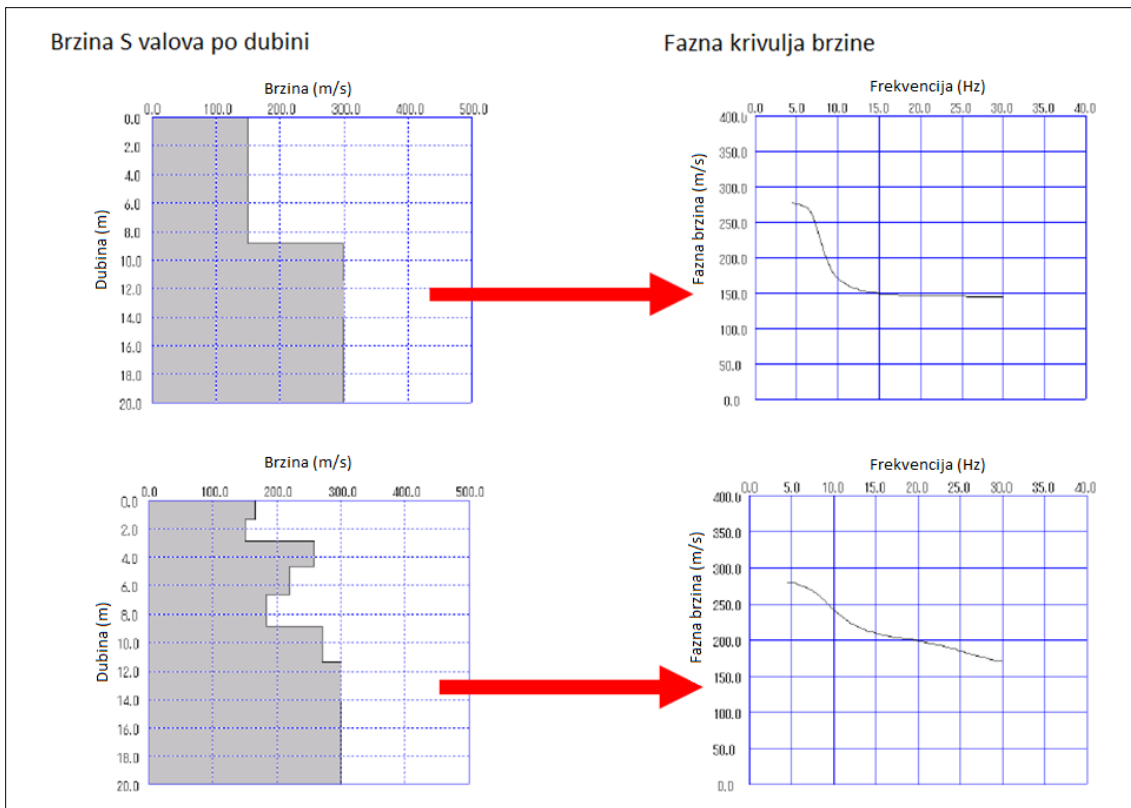 Brzina S valova po dubini
Fazna krivulja brzine
Brzina (m/s)
0.0 100.0 200.0 300.0 400.0 500.0
Dubina (m)
0.0
2.0
4.0
6.0
8.0
10.0
12.0
14.0
16.0
18.0
20.0
Frekvencija (Hz)
0.0 5.0 10.0 15.0 20.0 25.0 30.0 35.0 40.0
Fazna brzina (m/s)
400.0
350.0
300.0
250.0
200.0
150.0
100.0
50.0
0.0
Brzina (m/s)
0.0 100.0 200.0 300.0 400.0 500.0
Dubina (m)
0.0
2.0
4.0
6.0
8.0
10.0
12.0
14.0
16.0
18.0
20.0
Frekvencija (Hz)
0.0 5.0 10.0 15.0 20.0 25.0 30.0 35.0 40.0
Fazna brzina (m/s)
400.0
350.0
300.0
250.0
200.0
150.0
100.0
50.0
0.0